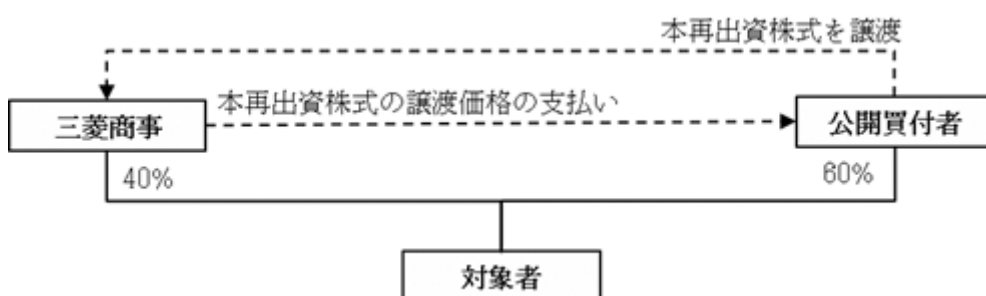 本再出資株式を譲渡
本再出資株式の譲渡価格の支払い
三菱商事
公開買付者
40%
60%
対象者